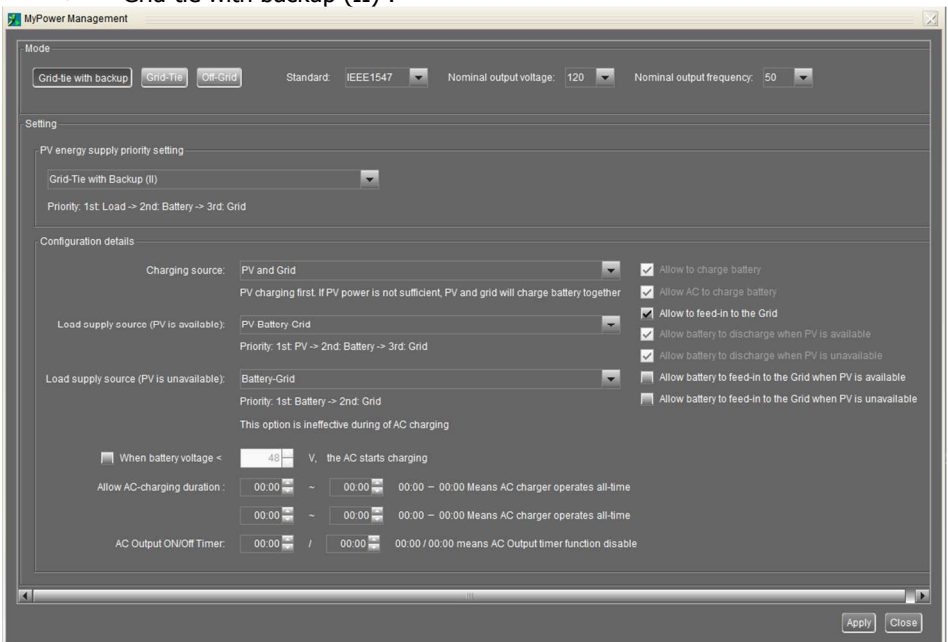 Grid-tie with backup (II) :
MyPower Management
Mode
Grid-tie with backup Grid-Tie Off-Grid Standard: IEEE1547 Nominal output voltage: 120 Nominal output frequency: 50
Setting
PV energy supply priority setting
Grid-Tie with Backup (II)
Priority: 1st: Load -> 2nd: Battery -> 3rd: Grid
Configuration details
Charging source: PV and Grid
PV charging first. If PV power is not sufficient, PV and grid will charge battery together
Load supply source (PV is available): PV-Battery-Grid
Priority: 1st: PV -> 2nd: Battery -> 3rd: Grid
Load supply source (PV is unavailable): Battery-Grid
Priority: 1st: Battery -> 2nd: Grid
This option is ineffective during of AC charging
Allow to charge battery
Allow AC to charge battery
Allow to feed-in to the Grid
Allow battery to discharge when PV is available
Allow battery to discharge when PV is unavailable
Allow battery to feed-in to the Grid when PV is available
Allow battery to feed-in to the Grid when PV is unavailable
When battery voltage < 48 V, the AC starts charging
Allow AC-charging duration : 00:00 ~ 00:00 00:00 – 00:00 Means AC charger operates all-time
00:00 ~ 00:00 00:00 – 00:00 Means AC charger operates all-time
AC Output ON/Off Timer: 00:00 / 00:00 00:00 / 00:00 means AC Output timer function disable
Apply Close